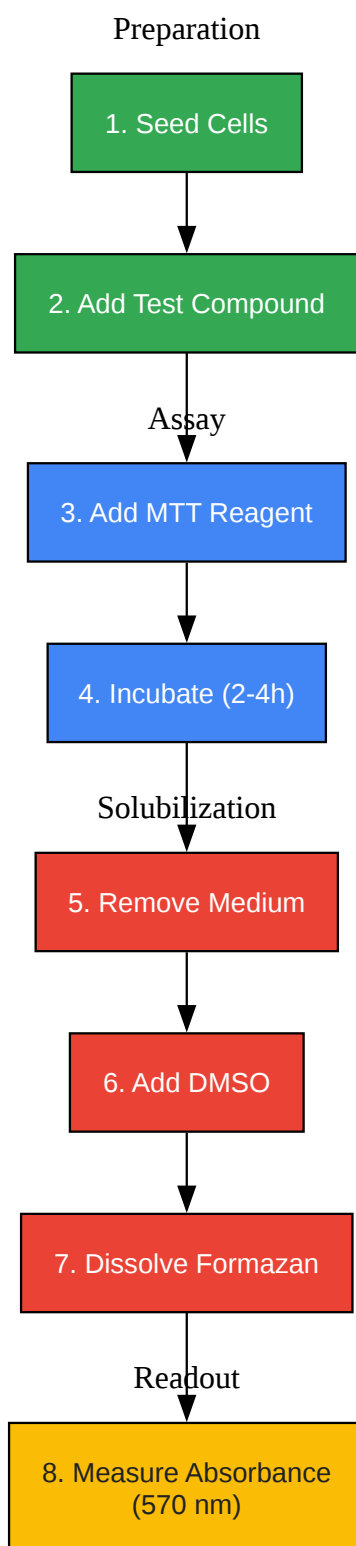 Preparation
1. Seed Cells
2. Add Test Compound
Assay
3. Add MTT Reagent
4. Incubate (2-4h)
Solubilization
5. Remove Medium
6. Add DMSO
7. Dissolve Formazan
Readout
8. Measure Absorbance
(570 nm)